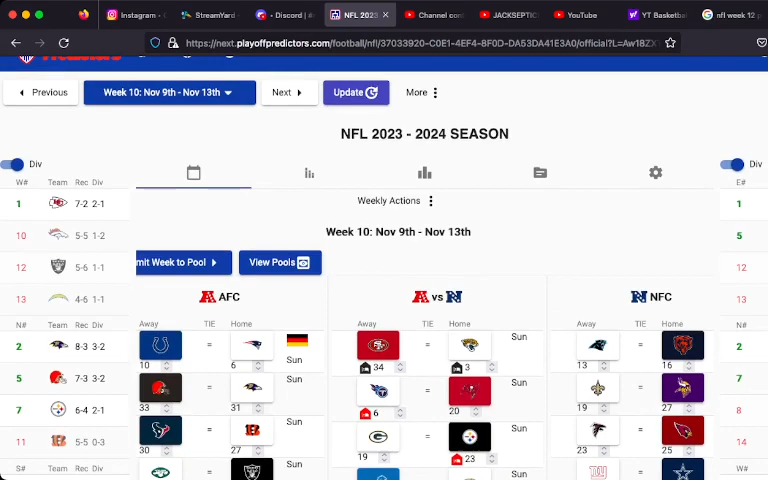 Instagram •
StreamYard -
• Discord | #
NFL 2023
Channel con
JACKSEPTIC
YouTube
YT Basketba
nfl week 12 p
https://next.playoffpredictors.com/football/nfl/37033920-C0E1-4EF4-8F0D-DA53DA41E3A0/official?L=Aw18ZX
Previous
Week 10: Nov 9th - Nov 13th
Next
Update
More
NFL 2023 - 2024 SEASON
Div
Div
W# Team Rec Div
E#
1 7-2 2-1
1
Weekly Actions
10 5-5 1-2
5
Week 10: Nov 9th - Nov 13th
12 5-6 1-1
12
mit Week to Pool
View Pools
13 4-6 1-1
13
AFC
vs
NFC
N# Team Rec Div
N#
Away TIE Home
Away TIE Home
Away TIE Home
2 8-3 3-2
= Sun
= Sun
=
2
10 6
34 3
13 16
5 7-3 3-2
= Sun
=
=
7
33 31
6 20
19 27
7 6-4 2-1
= Sun
= Sun
=
8
30 27
19 23
23 25
11 5-5 0-3
Sun
14
S# Team Rec Div
W#